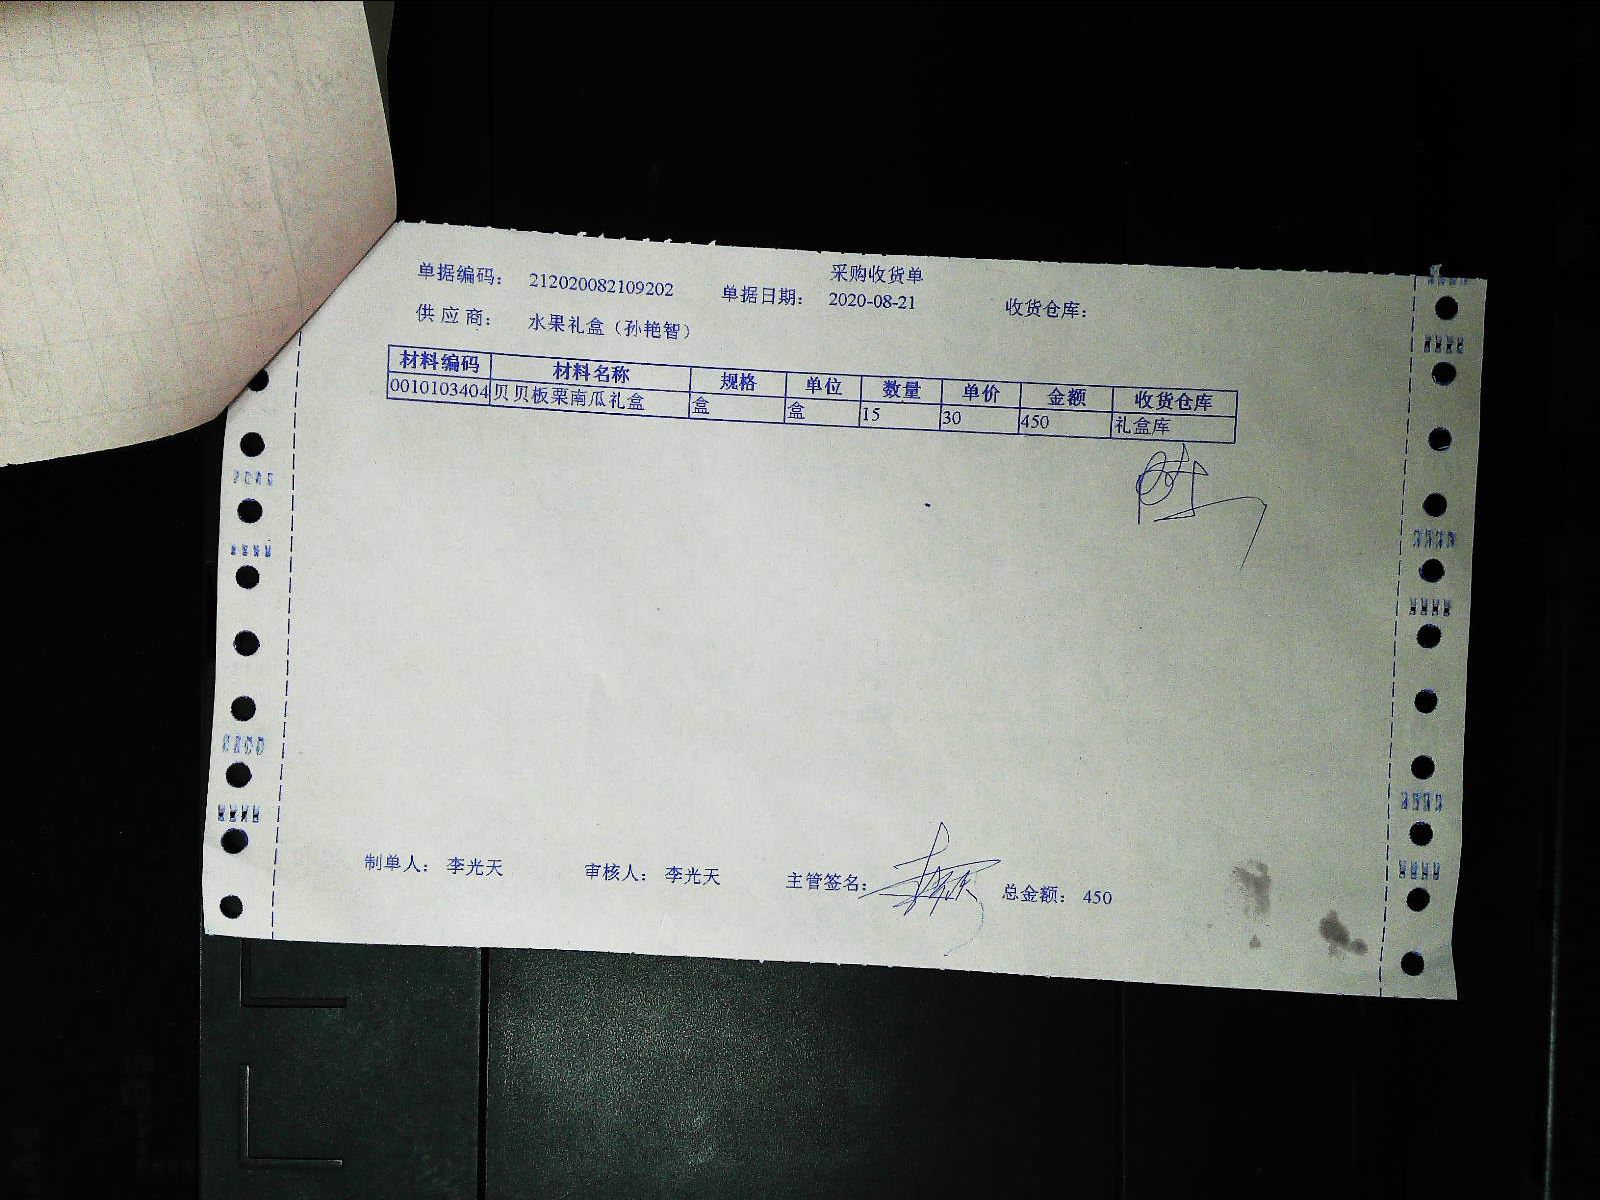 采购收货单
单据编码： 212020082109202 单据日期： 2020-08-21 收货仓库：
供应商： 水果礼盒（孙艳智）
材料编码 材料名称 规格 单位 数量 单价 金额 收货仓库
0010103404 贝贝板栗南瓜礼盒 盒 盒 15 30 450 礼盒库
制单人： 李光天 审核人： 李光天 主管签名： 总金额： 450